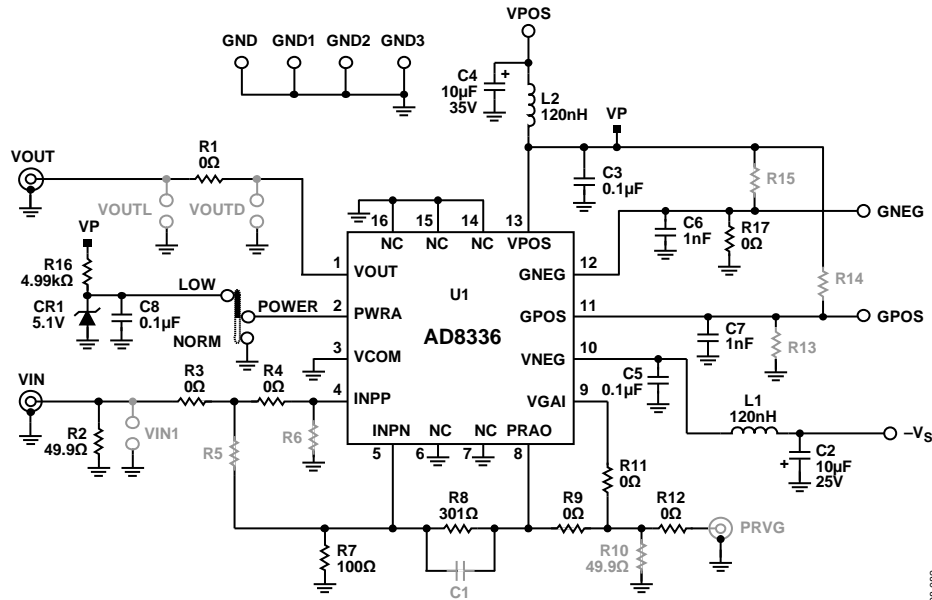 VPOS
GND GND1 GND2 GND3
C4
10µF
35V
+
L2
120nH
VP
VOUT
R1
0Ω
C3
0.1µF
R15
VOUTL
VOUTD
16 15 14 13
NC NC NC VPOS
C6
1nF
R17
0Ω
GNEG
VP
R16
4.99kΩ
1
VOUT
GNEG
12
U1
R14
LOW
POWER
2
PWRA
GPOS
11
GPOS
CR1
5.1V
C8
0.1µF
NORM
AD8336
C7
1nF
R13
3
VCOM
VNEG
10
VIN
R3
0Ω
R4
0Ω
4
INPP
VGAI
9
C5
0.1µF
L1
120nH
–VS
R2
49.9Ω
VIN1
R5
R6
INPN NC NC PRAO
5 6 7 8
+
C2
10µF
25V
R11
0Ω
R8
301Ω
R9
0Ω
R12
0Ω
PRVG
R7
100Ω
R10
49.9Ω
C1